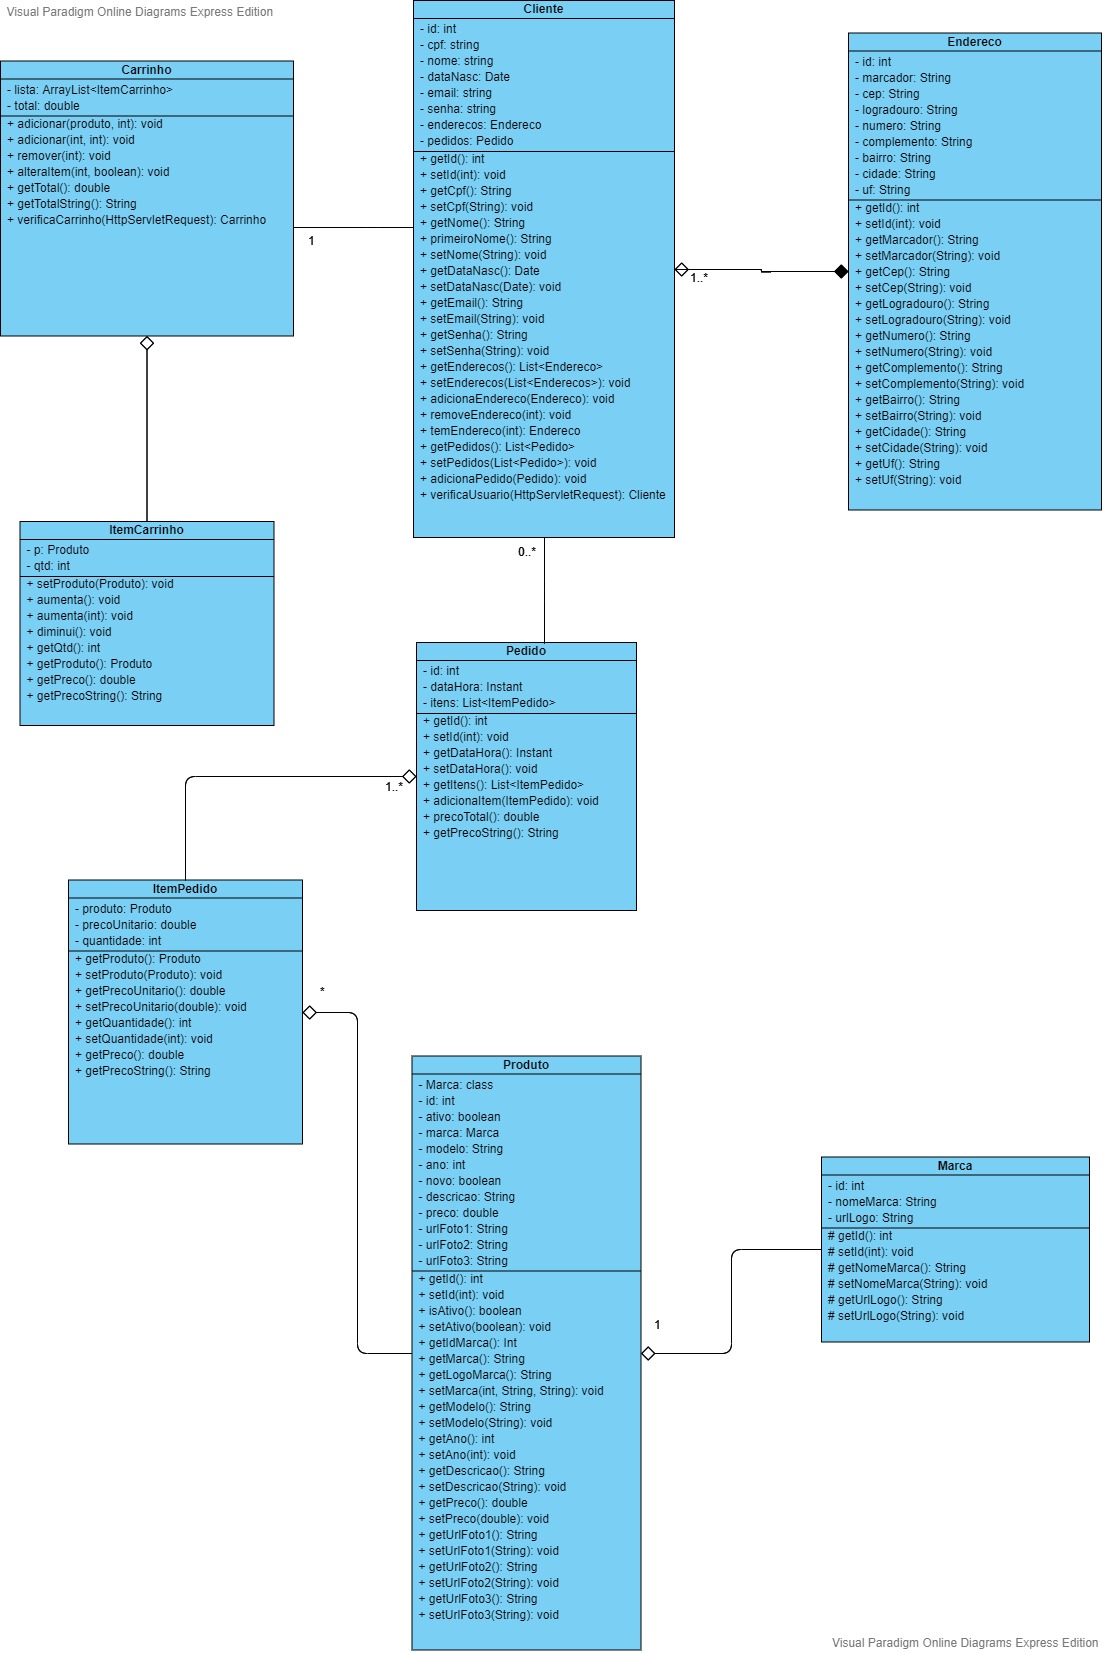 Visual Paradigm Online Diagrams Express Edition
Cliente
- id: int
- cpf: string
- nome: string
- dataNasc: Date
- email: string
- senha: string
- enderecos: Endereco
- pedidos: Pedido
+ getId(): int
+ setId(int): void
+ getCpf(): String
+ setCpf(String): void
+ getNome(): String
+ primeiroNome(): String
+ setNome(String): void
+ getDataNasc(): Date
+ setDataNasc(Date): void
+ getEmail(): String
+ setEmail(String): void
+ getSenha(): String
+ setSenha(String): void
+ getEnderecos(): List<Endereco>
+ setEnderecos(List<Enderecos>): void
+ adicionaEndereco(Endereco): void
+ removeEndereco(int): void
+ temEndereco(int): Endereco
+ getPedidos(): List<Pedido>
+ setPedidos(List<Pedido>): void
+ adicionaPedido(Pedido): void
+ verificaUsuario(HttpServletRequest): Cliente
Endereco
- id: int
- marcador: String
- cep: String
- logradouro: String
- numero: String
- complemento: String
- bairro: String
- cidade: String
- uf: String
+ getId(): int
+ setId(int): void
+ getMarcador(): String
+ setMarcador(String): void
+ getCep(): String
+ setCep(String): void
+ getLogradouro(): String
+ setLogradouro(String): void
+ getNumero(): String
+ setNumero(String): void
+ getComplemento(): String
+ setComplemento(String): void
+ getBairro(): String
+ setBairro(String): void
+ getCidade(): String
+ setCidade(String): void
+ getUf(): String
+ setUf(String): void
Carrinho
- lista: ArrayList<ItemCarrinho>
- total: double
+ adicionar(produto, int): void
+ adicionar(int, int): void
+ remover(int): void
+ alteraItem(int, boolean): void
+ getTotal(): double
+ getTotalString(): String
+ verificaCarrinho(HttpServletRequest): Carrinho
1
1..*
ItemCarrinho
- p: Produto
- qtd: int
+ setProduto(Produto): void
+ aumenta(): void
+ aumenta(int): void
+ diminui(): void
+ getQtd(): int
+ getProduto(): Produto
+ getPreco(): double
+ getPrecoString(): String
0..*
Pedido
- id: int
- dataHora: Instant
- itens: List<ItemPedido>
+ getId(): int
+ setId(int): void
+ getDataHora(): Instant
+ setDataHora(): void
+ getItens(): List<ItemPedido>
+ adicionaItem(ItemPedido): void
+ precoTotal(): double
+ getPrecoString(): String
1..*
ItemPedido
- produto: Produto
- precoUnitario: double
- quantidade: int
+ getProduto(): Produto
+ setProduto(Produto): void
+ getPrecoUnitario(): double
+ setPrecoUnitario(double): void
+ getQuantidade(): int
+ setQuantidade(int): void
+ getPreco(): double
+ getPrecoString(): String
*
Produto
- Marca: class
- id: int
- ativo: boolean
- marca: Marca
- modelo: String
- ano: int
- novo: boolean
- descricao: String
- preco: double
- urlFoto1: String
- urlFoto2: String
- urlFoto3: String
+ getId(): int
+ setId(int): void
+ isAtivo(): boolean
+ setAtivo(boolean): void
+ getIdMarca(): Int
+ getMarca(): String
+ getLogoMarca(): String
+ setMarca(int, String, String): void
+ getModelo(): String
+ setModelo(String): void
+ getAno(): int
+ setAno(int): void
+ getDescricao(): String
+ setDescricao(String): void
+ getPreco(): double
+ setPreco(double): void
+ getUrlFoto1(): String
+ setUrlFoto1(String): void
+ getUrlFoto2(): String
+ setUrlFoto2(String): void
+ getUrlFoto3(): String
+ setUrlFoto3(String): void
1
Marca
- id: int
- nomeMarca: String
- urlLogo: String
# getId(): int
# setId(int): void
# getNomeMarca(): String
# setNomeMarca(String): void
# getUrlLogo(): String
# setUrlLogo(String): void
Visual Paradigm Online Diagrams Express Edition